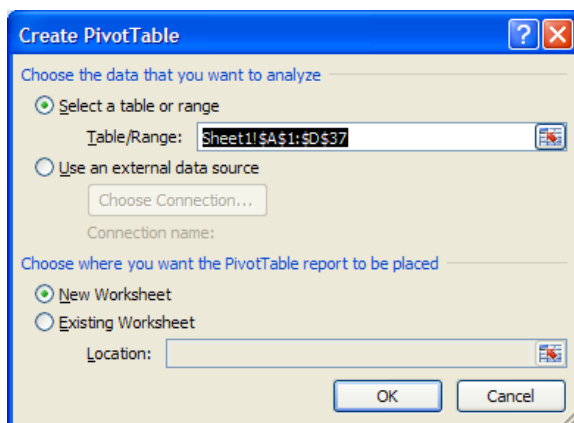 Create PivotTable
Choose the data that you want to analyze
Select a table or range
Table/Range: Sheet1!$A$1:$D$37
Use an external data source
Choose Connection...
Connection name:
Choose where you want the PivotTable report to be placed
New Worksheet
Existing Worksheet
Location:
OK Cancel